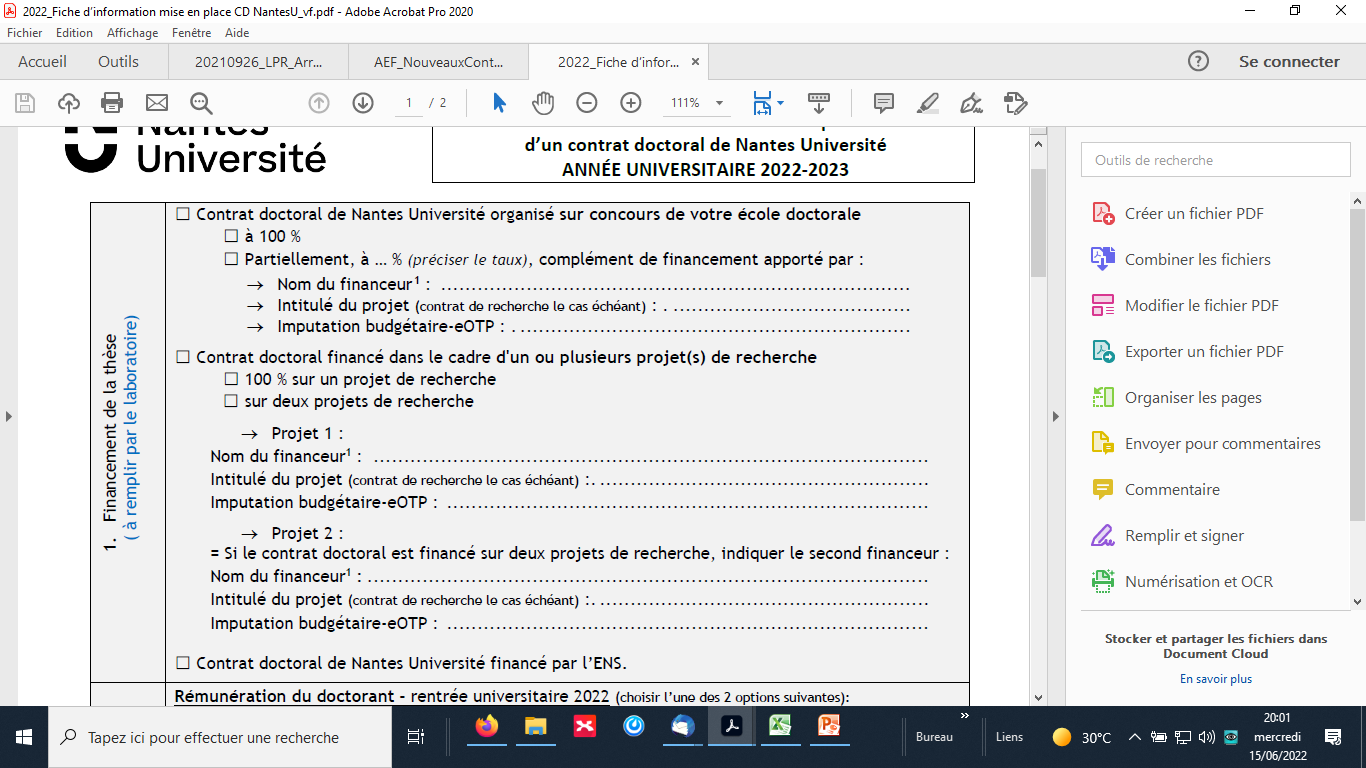 2022_Fiche d'information mise en place CD NantesU_vf.pdf - Adobe Acrobat Pro 2020
Fichier Edition Affichage Fenêtre Aide
Accueil Outils 20210926_LPR_Arr... AEF_NouveauxCont... 2022_Fiche d'infor... × Se connecter
1 / 2 111%
Nantes
Université
d'un contrat doctoral de Nantes Université
ANNÉE UNIVERSITAIRE 2022-2023
1. Financement de la thèse
( à remplir par le laboratoire)
☐ Contrat doctoral de Nantes Université organisé sur concours de votre école doctorale
☐ à 100 %
☐ Partiellement, à … % (préciser le taux), complément de financement apporté par :
→ Nom du financeur¹ : ................................................................................
→ Intitulé du projet (contrat de recherche le cas échéant) : . ........................................
→ Imputation budgétaire-eOTP : . ..................................................................
☐ Contrat doctoral financé dans le cadre d'un ou plusieurs projet(s) de recherche
☐ 100 % sur un projet de recherche
☐ sur deux projets de recherche
→ Projet 1 :
Nom du financeur¹ : ...............................................................................................
Intitulé du projet (contrat de recherche le cas échéant) :. ........................................................
Imputation budgétaire-eOTP : ..................................................................................
→ Projet 2 :
= Si le contrat doctoral est financé sur deux projets de recherche, indiquer le second financeur :
Nom du financeur¹ : ................................................................................................
Intitulé du projet (contrat de recherche le cas échéant) :. ........................................................
Imputation budgétaire-eOTP : ..................................................................................
☐ Contrat doctoral de Nantes Université financé par l'ENS.
Rémunération du doctorant - rentrée universitaire 2022 (choisir l'une des 2 options suivantes):
Outils de recherche
Créer un fichier PDF
Combiner les fichiers
Modifier le fichier PDF
Exporter un fichier PDF
Organiser les pages
Envoyer pour commentaires
Commentaire
Remplir et signer
Numérisation et OCR
Stocker et partager les fichiers dans
Document Cloud
En savoir plus
Tapez ici pour effectuer une recherche
Bureau » Liens 30°C
20:01
mercredi
15/06/2022